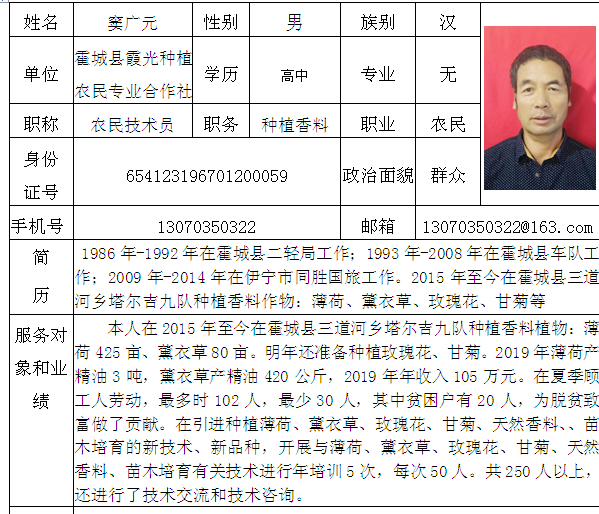 姓名 窦广元 性别 男 族别 汉
单位 霍城县霞光种植农民专业合作社 学历 高中 专业 无
职称 农民技术员 职务 种植香料 职业 农民
身份证号 654123196701200059 政治面貌 群众
手机号 13070350322 邮箱 13070350322@163.com
简历
1986 年-1992 年在霍城县二轻局工作；1993 年-2008 年在霍城县车队工
作；2009 年-2014 年在伊宁市同胜国旅工作。2015 年至今在霍城县三道
河乡塔尔吉九队种植香料作物：薄荷、薰衣草、玫瑰花、甘菊等
服务对象和业绩
本人在 2015 年至今在霍城县三道河乡塔尔吉九队种植香料植物：薄
荷 425 亩、薰衣草 80 亩。明年还准备种植玫瑰花、甘菊。2019 年薄荷产
精油 3 吨，薰衣草产精油 420 公斤，2019 年年收入 105 万元。在夏季顾
工人劳动，最多时 102 人，最少 30 人，其中贫困户有 20 人，为脱贫致
富做了贡献。在引进种植薄荷、薰衣草、玫瑰花、甘菊、天然香料、、苗
木培育的新技术、新品种，开展与薄荷、薰衣草、玫瑰花、甘菊、天然
香料、苗木培育有关技术进行年培训 5 次，每次 50 人。共 250 人以上，
还进行了技术交流和技术咨询。